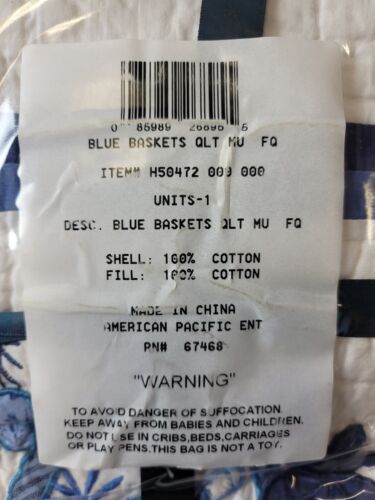 0 85989 26895 5
BLUE BASKETS QLT MU FQ
ITEM# H50472 000 000
UNITS-1
DESC. BLUE BASKETS QLT MU FQ
SHELL: 100% COTTON
FILL: 100% COTTON
MADE IN CHINA
AMERICAN PACIFIC ENT
RN# 67468
"WARNING"
TO AVOID DANGER OF SUFFOCATION
KEEP AWAY FROM BABIES AND CHILDREN.
DO NOT USE IN CRIBS,BEDS,CARRIAGES
OR PLAY PENS.THIS BAG IS NOT A TOY.